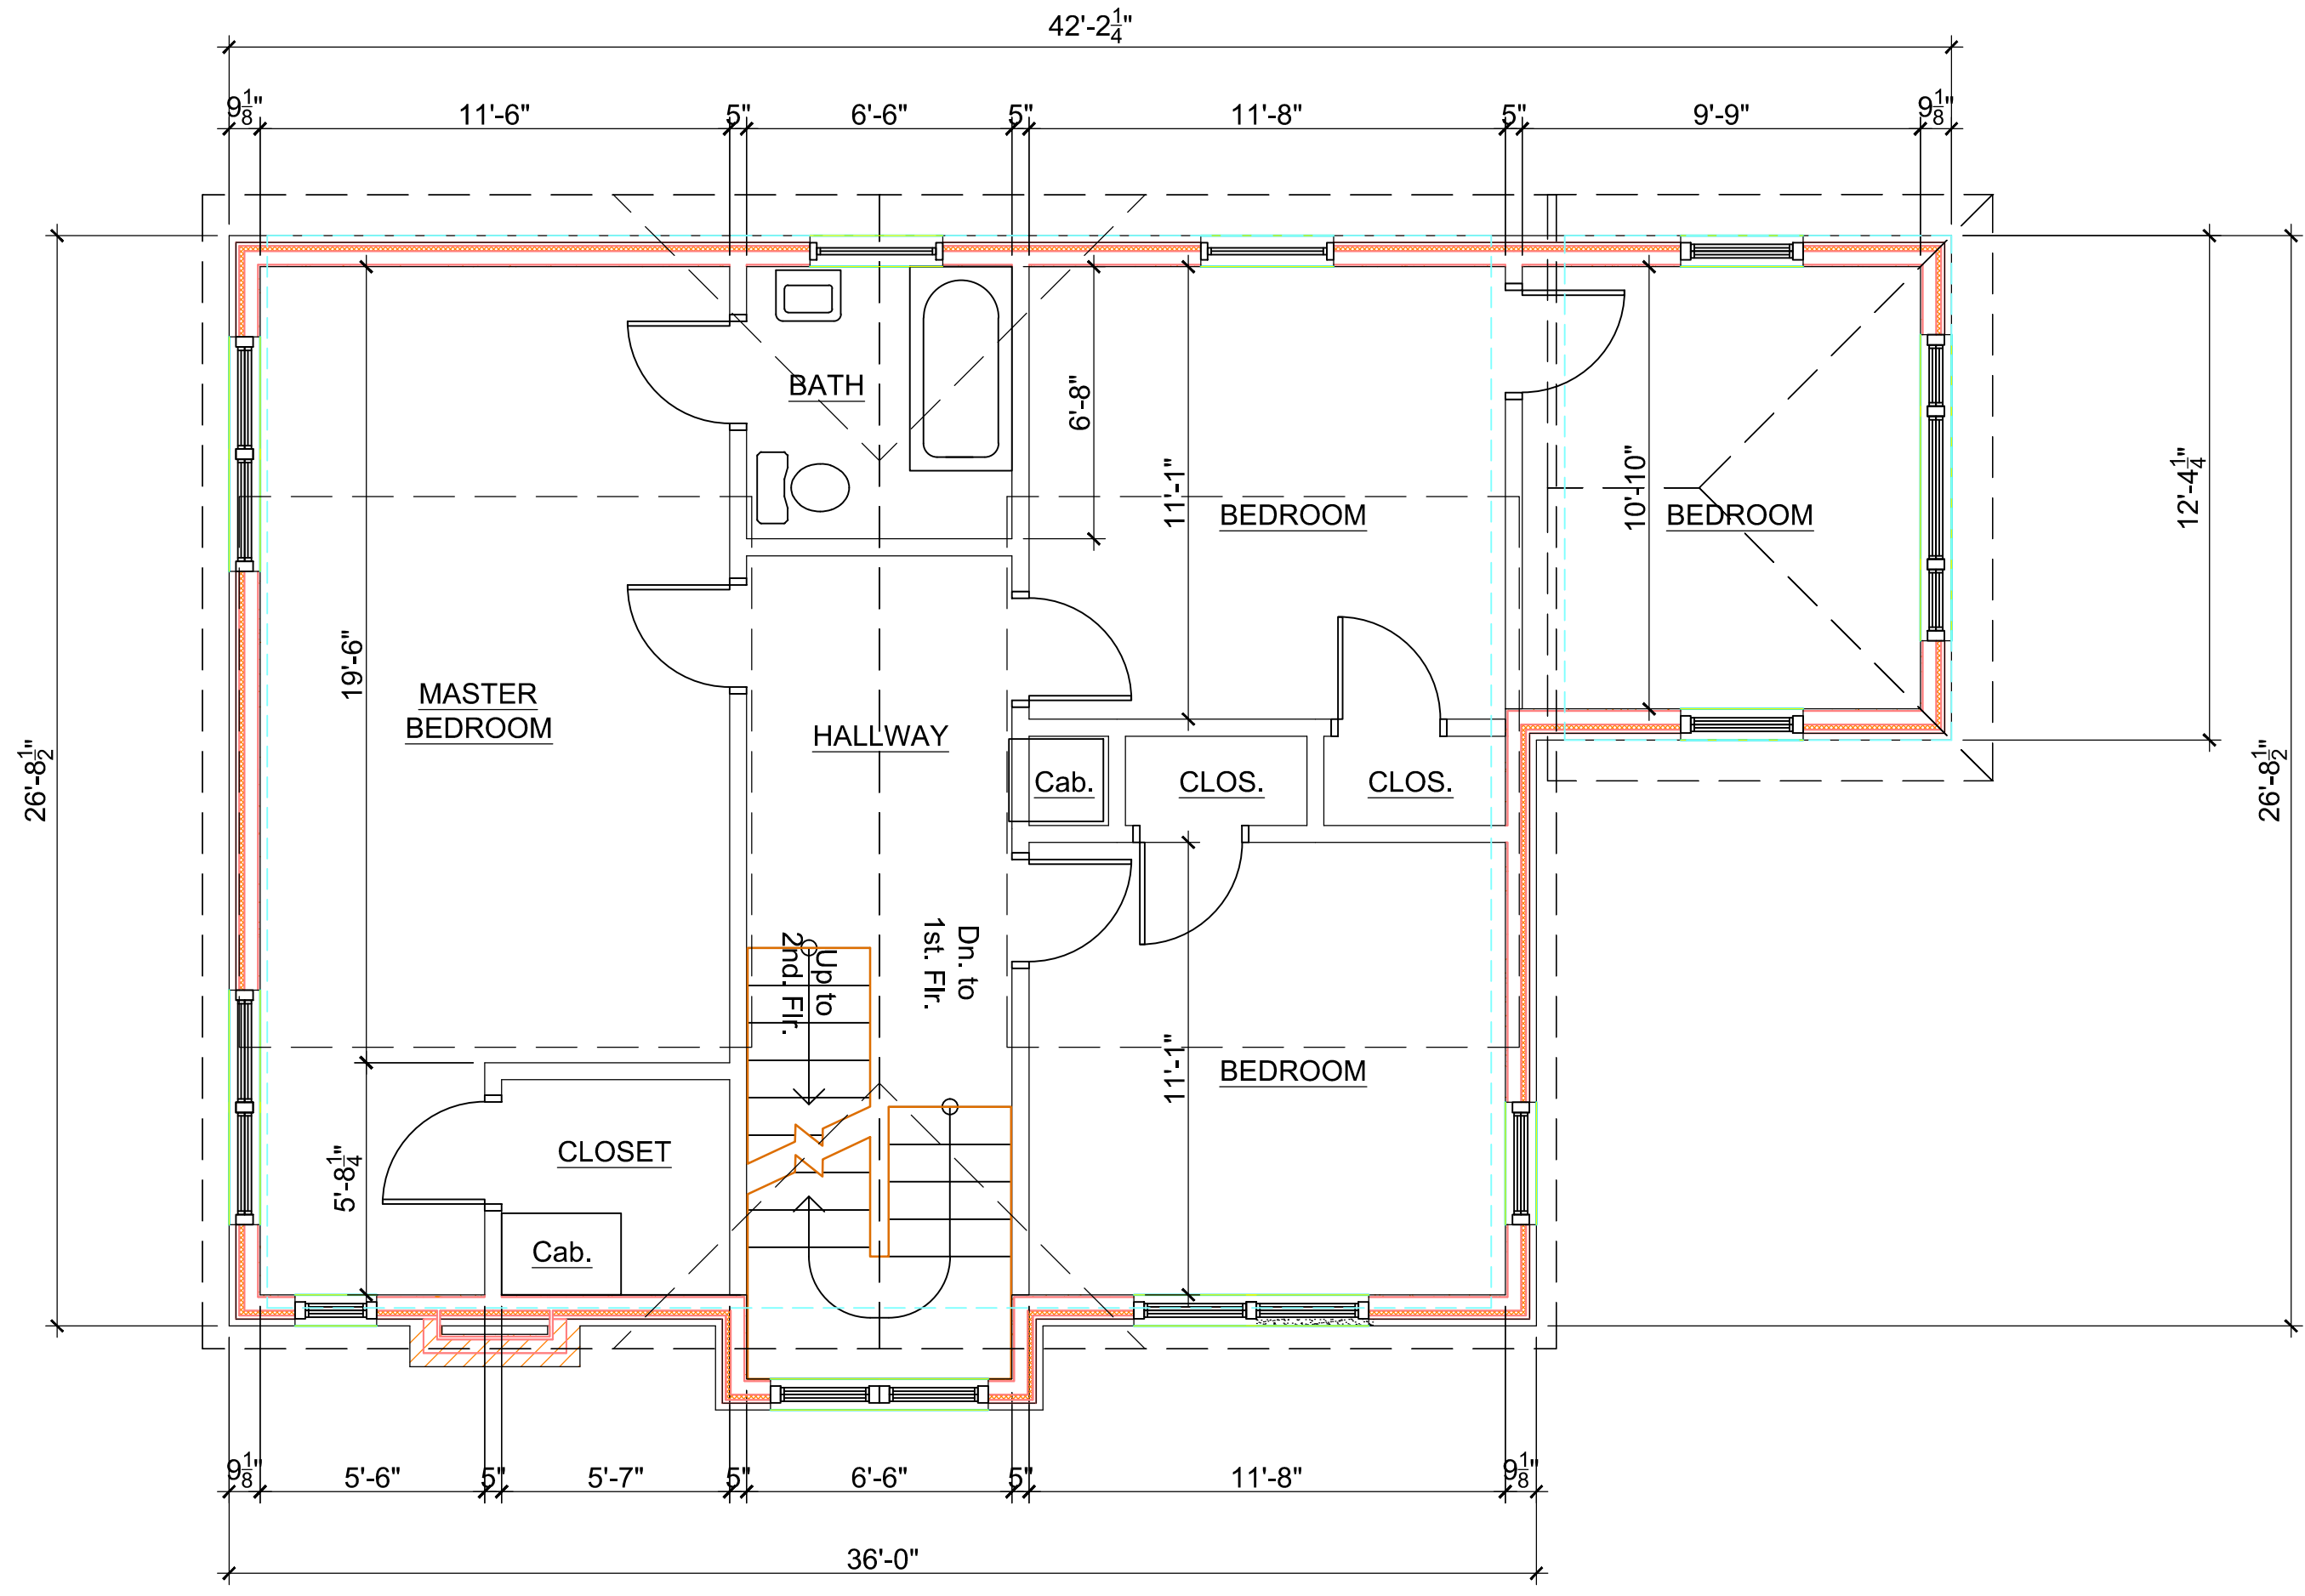 42'-2 1/4"
9 1/8"
11'-6"
5"
6'-6"
5"
11'-8"
5"
9'-9"
9 1/8"
BATH
6'-8"
11'-1"
10'-10"
12'-4 1/4"
BEDROOM
BEDROOM
19'-6"
MASTER
BEDROOM
HALLWAY
26'-8 1/2"
26'-8 1/2"
Cab.
CLOS.
CLOS.
Up to
2nd. Flr.
Dn. to
1st. Flr.
11'-1"
BEDROOM
CLOSET
5'-8 1/4"
Cab.
9 1/8"
5'-6"
5"
5'-7"
5"
6'-6"
5"
11'-8"
9 1/8"
36'-0"